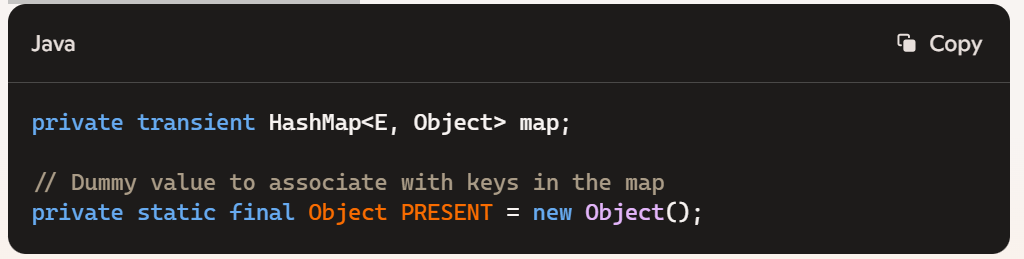 Java
Copy
private transient HashMap<E, Object> map;
// Dummy value to associate with keys in the map
private static final Object PRESENT = new Object();